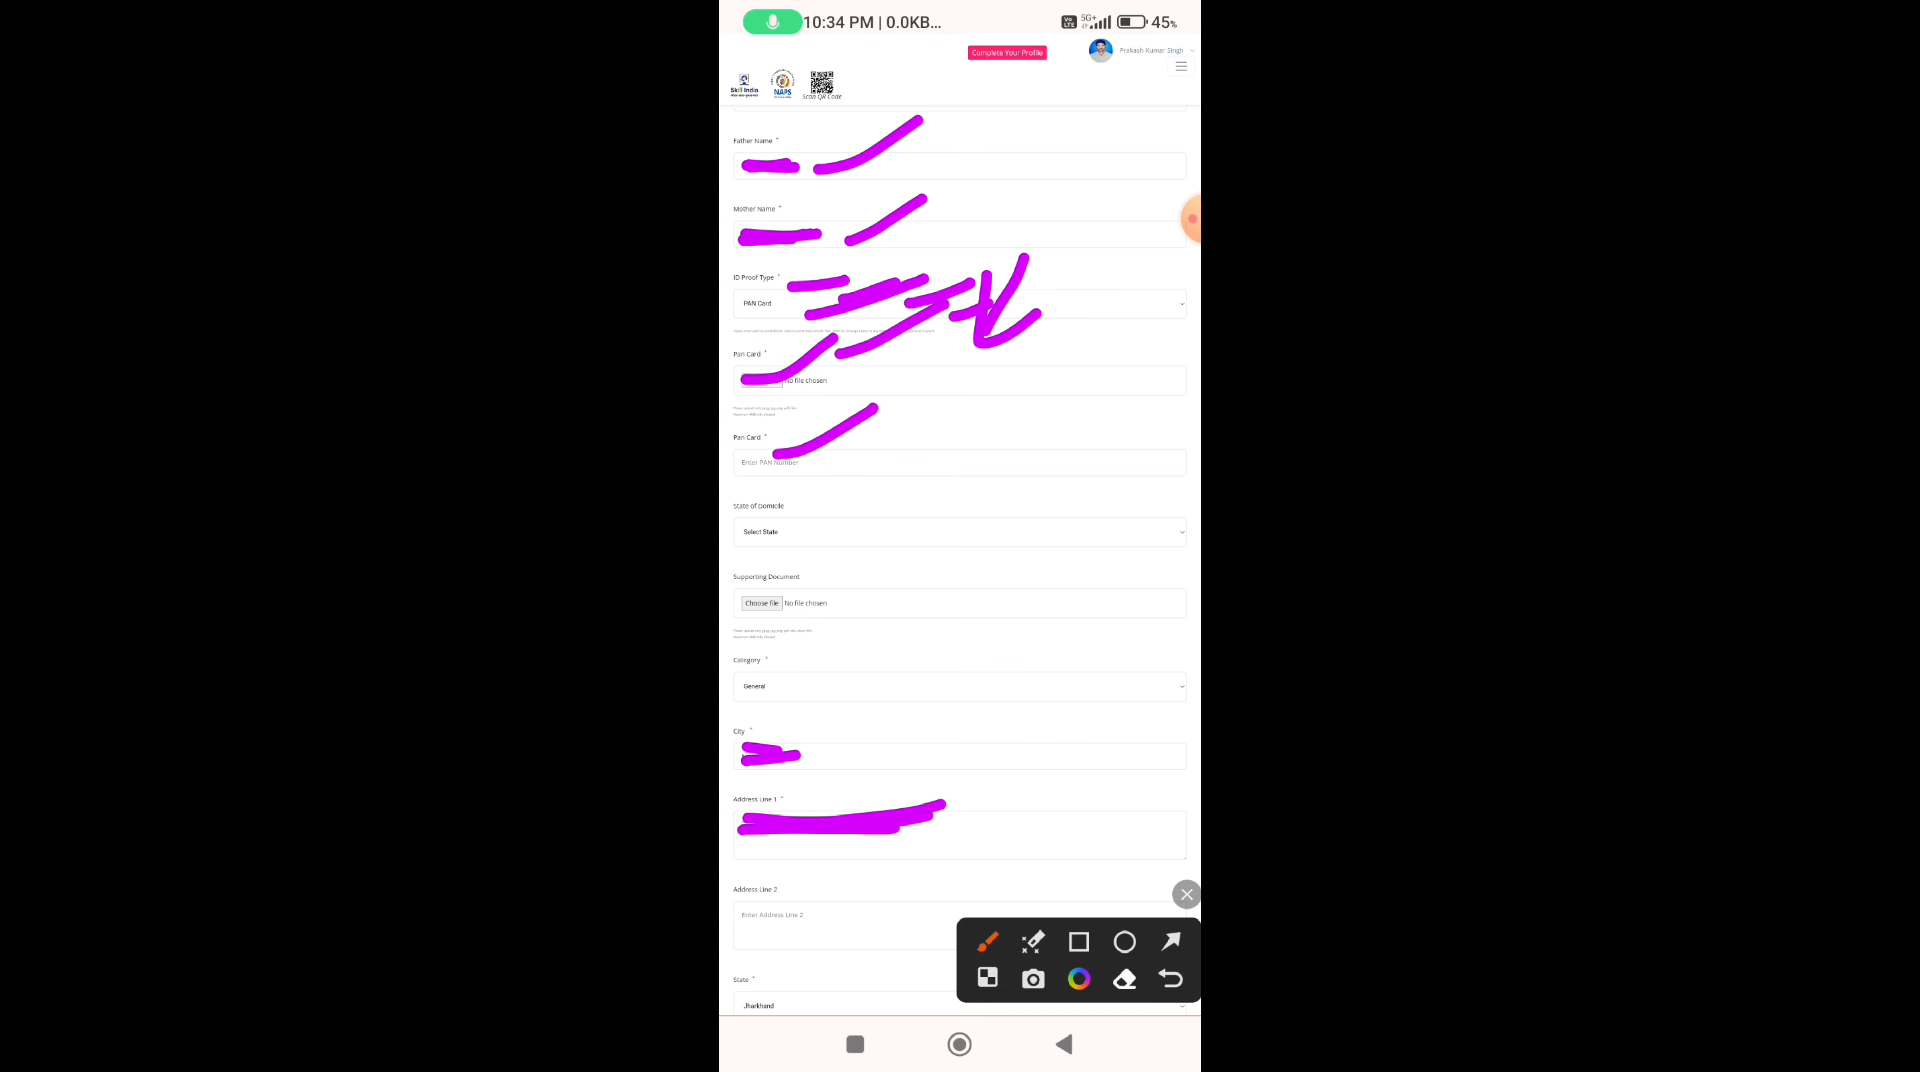 10:34 PM | 0.0KB... Vo LTE 5G+ 45%
Complete Your Profile
Prakash Kumar Singh
Skill India
NAPS
Scan QR Code
Father Name *
Mother Name *
ID Proof Type *
PAN Card
Pan Card *
No file chosen
Pan Card *
Enter PAN Number
State of Domicile
Select State
Supporting Document
Choose file No file chosen
Category *
General
City *
Address Line 1 *
Address Line 2
Enter Address Line 2
State *
Jharkhand